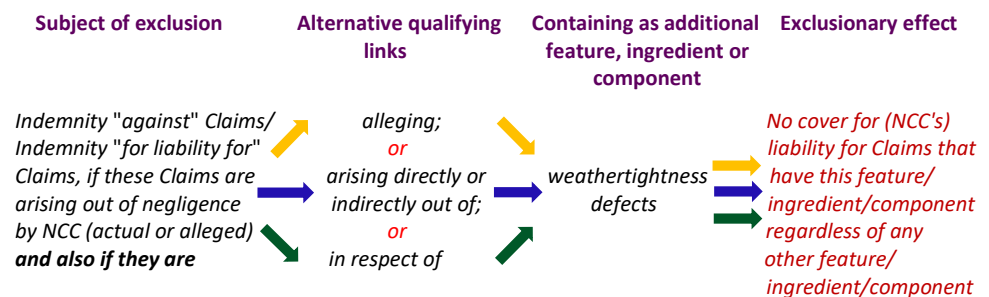 Subject of exclusion
Alternative qualifying
links
Containing as additional
feature, ingredient or
component
Exclusionary effect
Indemnity "against" Claims/
Indemnity "for liability for"
Claims, if these Claims are
arising out of negligence
by NCC (actual or alleged)
and also if they are
alleging;
or
arising directly or
indirectly out of;
or
in respect of
weathertightness
defects
No cover for (NCC's)
liability for Claims that
have this feature/
ingredient/component
regardless of any
other feature/
ingredient/component